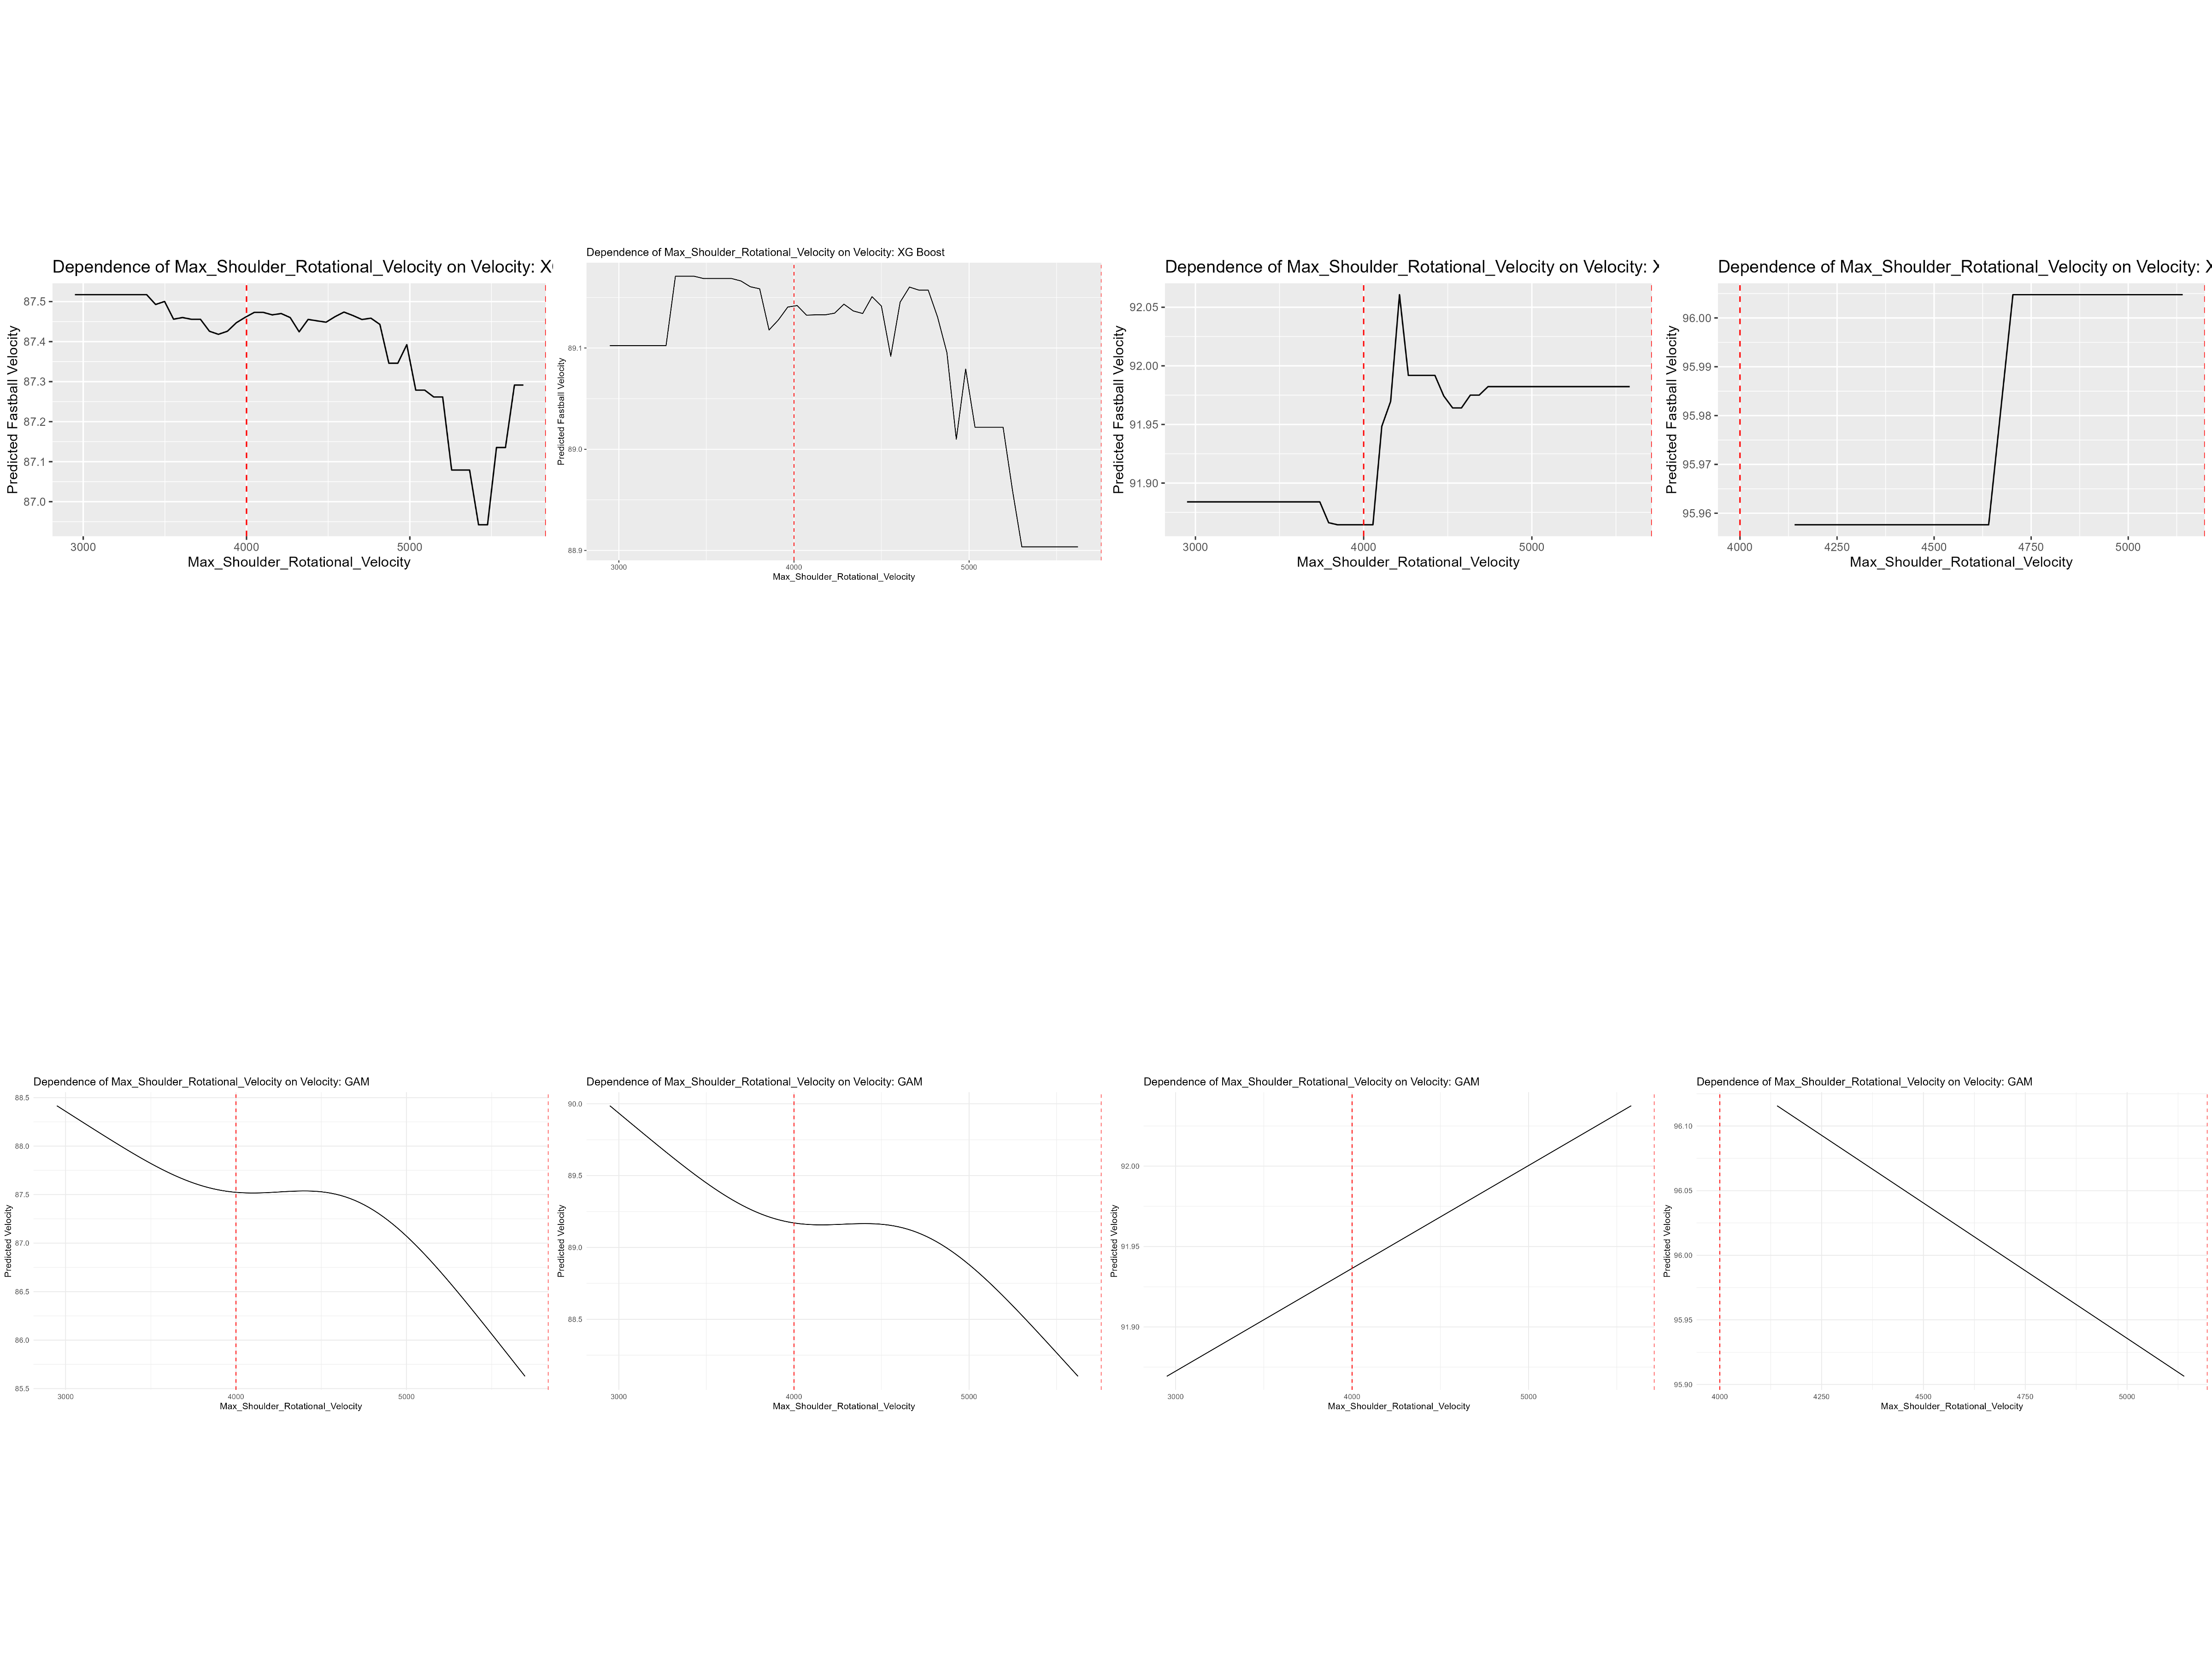 Dependence of Max_Shoulder_Rotational_Velocity on Velocity: X
87.5
87.4
87.3
87.2
87.1
87.0
3000 4000 5000
Max_Shoulder_Rotational_Velocity
Predicted Fastball Velocity
Dependence of Max_Shoulder_Rotational_Velocity on Velocity: XG Boost
89.1
89.0
88.9
3000 4000 5000
Max_Shoulder_Rotational_Velocity
Predicted Fastball Velocity
Dependence of Max_Shoulder_Rotational_Velocity on Velocity: X
92.05
92.00
91.95
91.90
3000 4000 5000
Max_Shoulder_Rotational_Velocity
Predicted Fastball Velocity
Dependence of Max_Shoulder_Rotational_Velocity on Velocity: X
96.00
95.99
95.98
95.97
95.96
4000 4250 4500 4750 5000
Max_Shoulder_Rotational_Velocity
Predicted Fastball Velocity
Dependence of Max_Shoulder_Rotational_Velocity on Velocity: GAM
88.5
88.0
87.5
87.0
86.5
86.0
85.5
3000 4000 5000
Max_Shoulder_Rotational_Velocity
Predicted Velocity
Dependence of Max_Shoulder_Rotational_Velocity on Velocity: GAM
90.0
89.5
89.0
88.5
3000 4000 5000
Max_Shoulder_Rotational_Velocity
Predicted Velocity
Dependence of Max_Shoulder_Rotational_Velocity on Velocity: GAM
92.00
91.95
91.90
3000 4000 5000
Max_Shoulder_Rotational_Velocity
Predicted Velocity
Dependence of Max_Shoulder_Rotational_Velocity on Velocity: GAM
96.10
96.05
96.00
95.95
95.90
4000 4250 4500 4750 5000
Max_Shoulder_Rotational_Velocity
Predicted Velocity